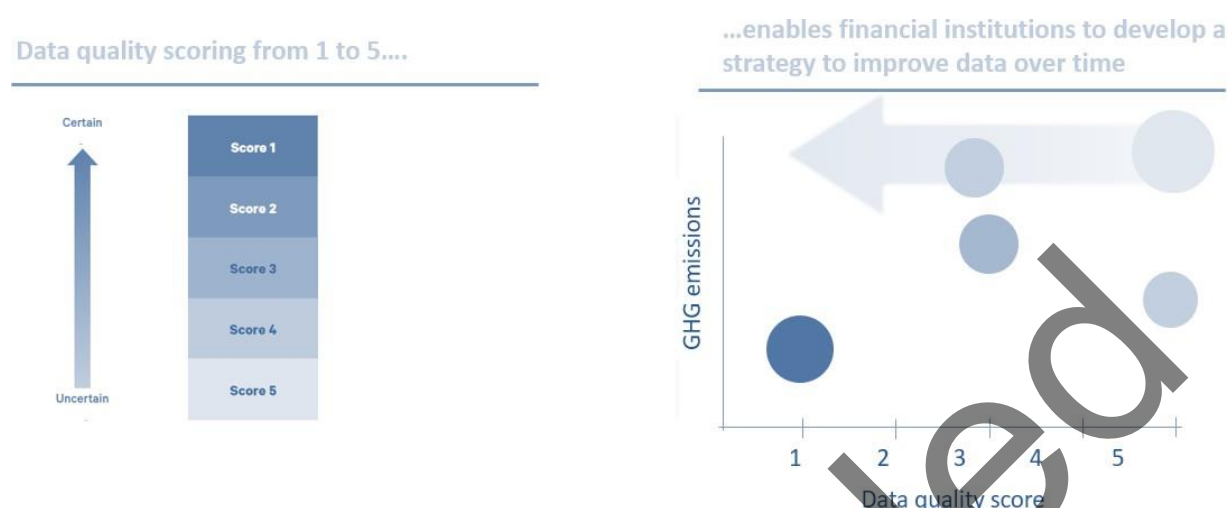 Data quality scoring from 1 to 5....
Certain
Score 1
Score 2
Score 3
Score 4
Score 5
Uncertain
...enables financial institutions to develop a
strategy to improve data over time
GHG emissions
1 2 3 4 5
Data quality score
led